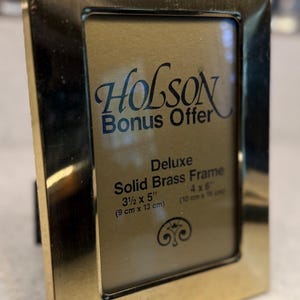 HOLSON
Bonus Offer
Deluxe
Solid Brass Frame
3½ x 5" 4 x 6"
(9 cm x 13 cm) (10 cm x 15 cm)